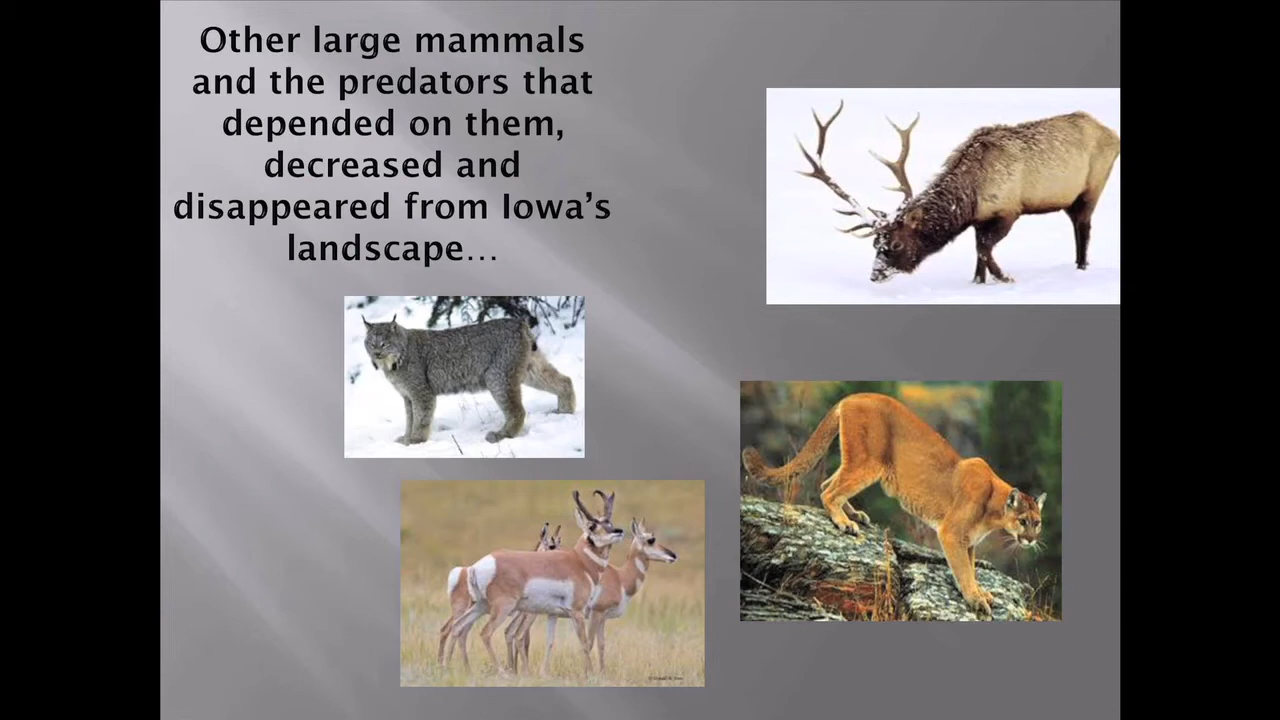 Other large mammals
and the predators that
depended on them,
decreased and
disappeared from Iowa’s
landscape…